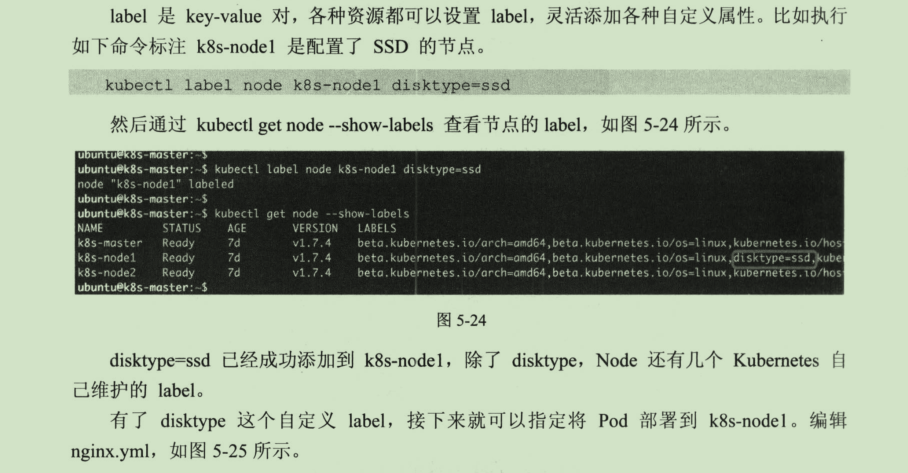 label 是 key-value 对，各种资源都可以设置 label，灵活添加各种自定义属性。比如执行
如下命令标注 k8s-node1 是配置了 SSD 的节点。
kubectl label node k8s-node1 disktype=ssd
然后通过 kubectl get node --show-labels 查看节点的 label，如图 5-24 所示。
ubuntu@k8s-master:~$
ubuntu@k8s-master:~$ kubectl label node k8s-node1 disktype=ssd
node "k8s-node1" labeled
ubuntu@k8s-master:~$
ubuntu@k8s-master:~$ kubectl get node --show-labels
NAME STATUS AGE VERSION LABELS
k8s-master Ready 7d v1.7.4 beta.kubernetes.io/arch=amd64,beta.kubernetes.io/os=linux,kubernetes.io/hos
k8s-node1 Ready 7d v1.7.4 beta.kubernetes.io/arch=amd64,beta.kubernetes.io/os=linux,disktype=ssd,kube
k8s-node2 Ready 7d v1.7.4 beta.kubernetes.io/arch=amd64,beta.kubernetes.io/os=linux,kubernetes.io/hos
ubuntu@k8s-master:~$
图 5-24
disktype=ssd 已经成功添加到 k8s-node1，除了 disktype，Node 还有几个 Kubernetes 自
己维护的 label。
有了 disktype 这个自定义 label，接下来就可以指定将 Pod 部署到 k8s-node1。编辑
nginx.yml，如图 5-25 所示。